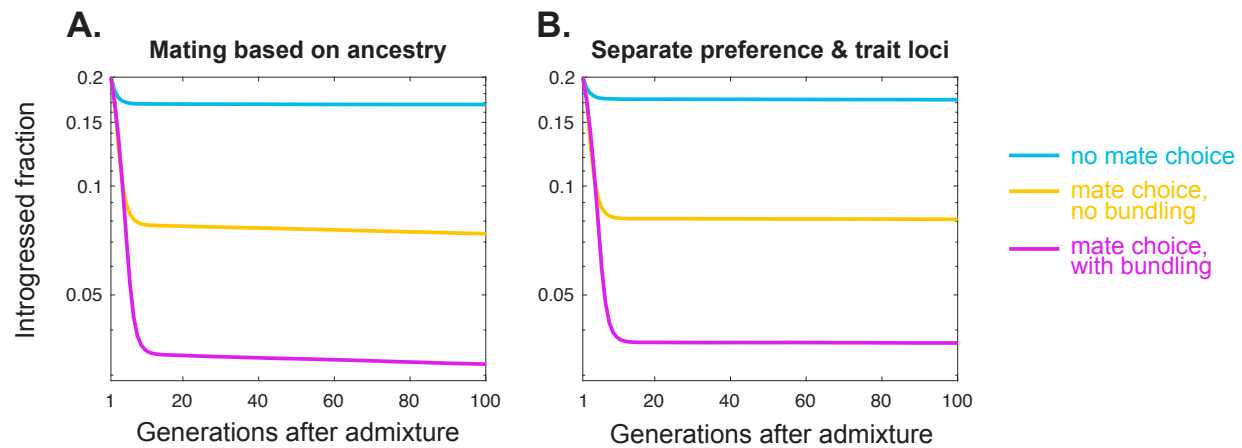 A.
Mating based on ancestry
Introgressed fraction
0.2
0.15
0.1
0.05
1 20 40 60 80 100
Generations after admixture
B.
Separate preference & trait loci
0.2
0.15
0.1
0.05
1 20 40 60 80 100
Generations after admixture
no mate choice
mate choice,
no bundling
mate choice,
with bundling